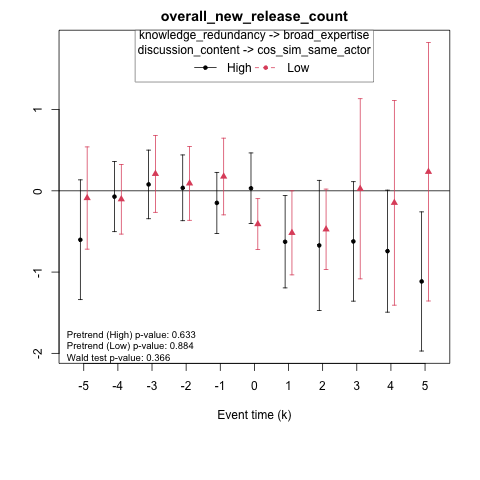 overall_new_release_count
knowledge_redundancy -> broad_expertise
discussion_content -> cos_sim_same_actor
High Low
1
0
-1
-2
Pretrend (High) p-value: 0.633
Pretrend (Low) p-value: 0.884
Wald test p-value: 0.366
-5 -4 -3 -2 -1 0 1 2 3 4 5
Event time (k)